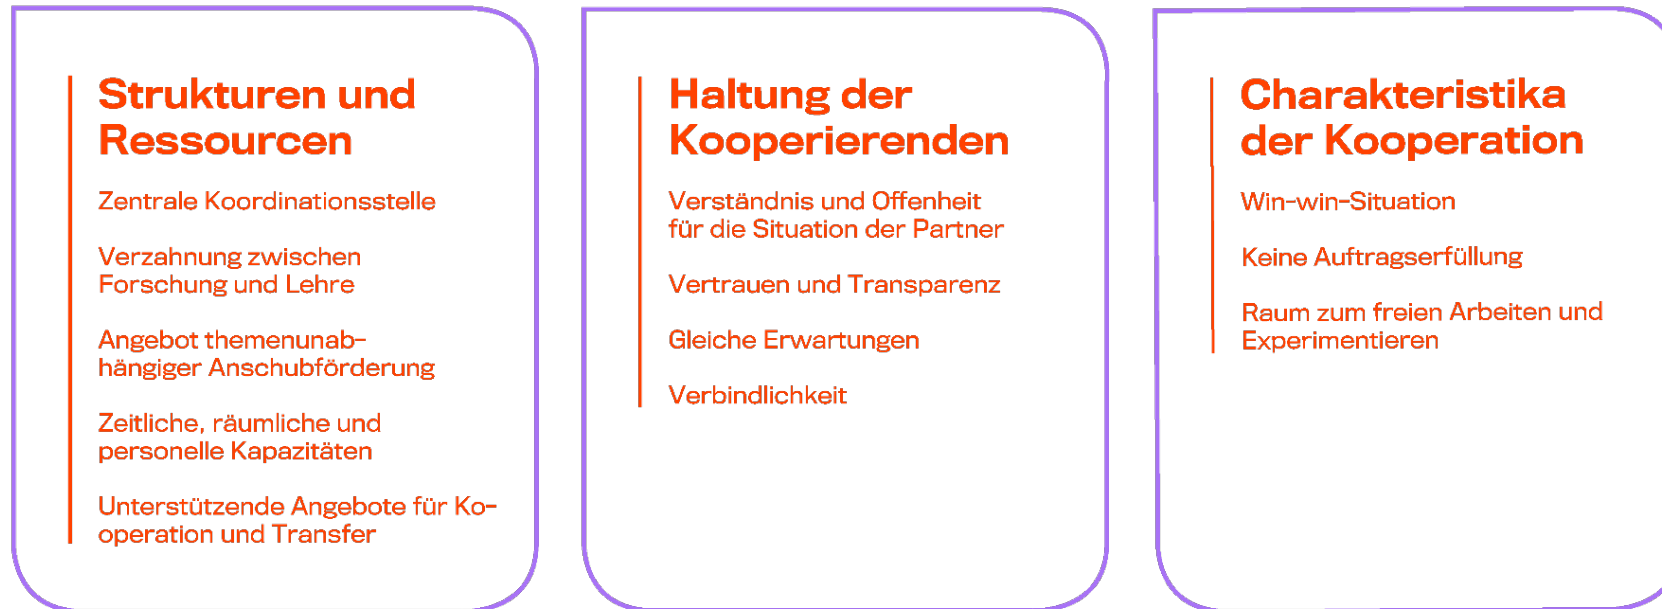 Strukturen und
Ressourcen
Zentrale Koordinationsstelle
Verzahnung zwischen
Forschung und Lehre
Angebot themenunab-
hängiger Anschubförderung
Zeitliche, räumliche und
personelle Kapazitäten
Unterstützende Angebote für Ko-
operation und Transfer
Haltung der
Kooperierenden
Verständnis und Offenheit
für die Situation der Partner
Vertrauen und Transparenz
Gleiche Erwartungen
Verbindlichkeit
Charakteristika
der Kooperation
Win-win-Situation
Keine Auftragserfüllung
Raum zum freien Arbeiten und
Experimentieren